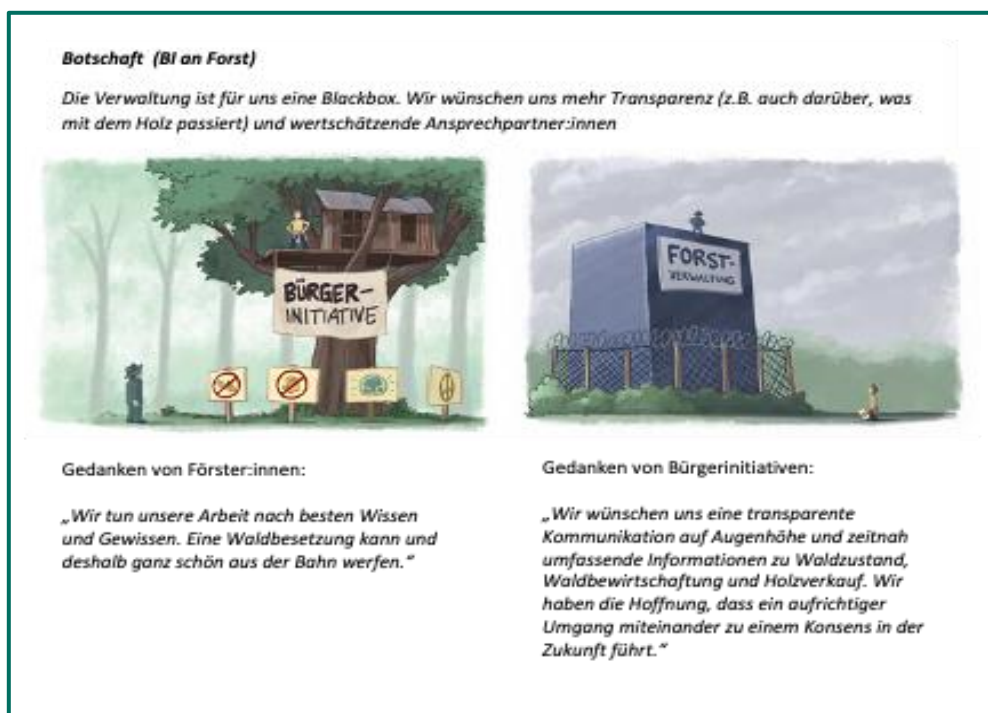 Botschaft (BI an Forst)
Die Verwaltung ist für uns eine Blackbox. Wir wünschen uns mehr Transparenz (z.B. auch darüber, was
mit dem Holz passiert) und wertschätzende Ansprechpartner:innen
BÜRGER-
INITIATIVE
FORST-
VERWALTUNG
Gedanken von Förster:innen:
„Wir tun unsere Arbeit nach besten Wissen
und Gewissen. Eine Waldbesetzung kann und
deshalb ganz schön aus der Bahn werfen.“
Gedanken von Bürgerinitiativen:
„Wir wünschen uns eine transparente
Kommunikation auf Augenhöhe und zeitnah
umfassende Informationen zu Waldzustand,
Waldbewirtschaftung und Holzverkauf. Wir
haben die Hoffnung, dass ein aufrichtiger
Umgang miteinander zu einem Konsens in der
Zukunft führt.“